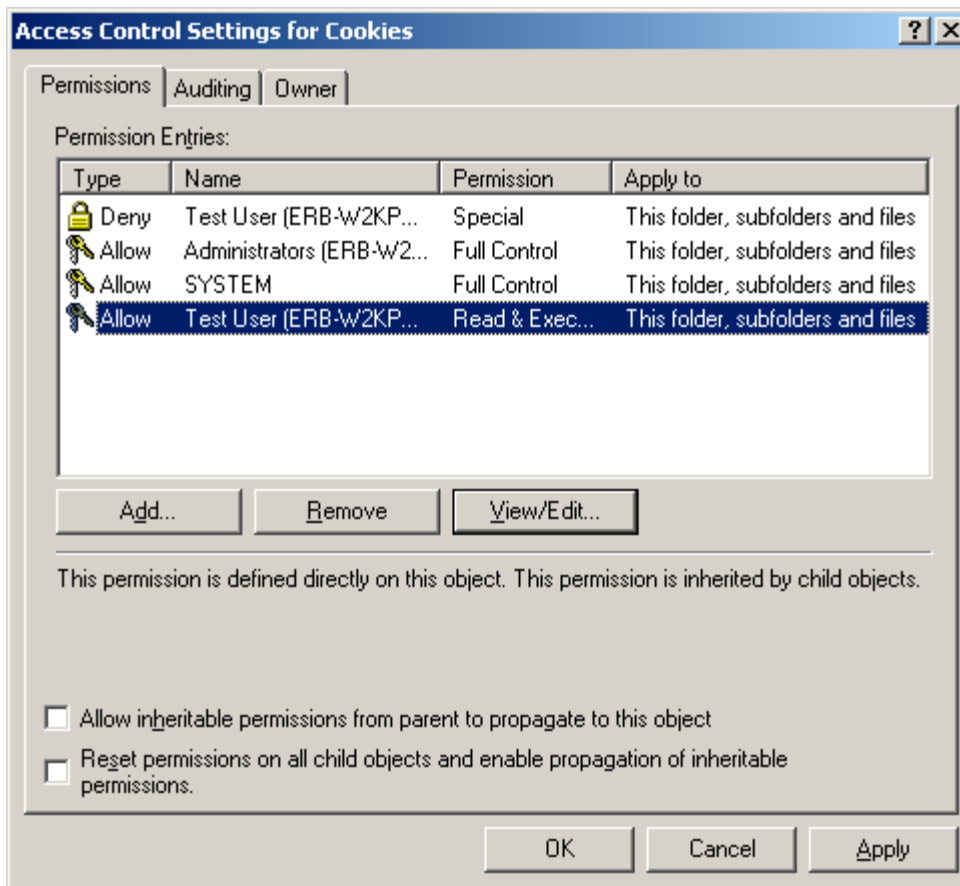 Access Control Settings for Cookies
Permissions Auditing Owner
Permission Entries:
Type Name Permission Apply to
Deny Test User (ERB-W2KP... Special This folder, subfolders and files
Allow Administrators (ERB-W2... Full Control This folder, subfolders and files
Allow SYSTEM Full Control This folder, subfolders and files
Allow Test User (ERB-W2KP... Read & Exec... This folder, subfolders and files
Add... Remove View/Edit...
This permission is defined directly on this object. This permission is inherited by child objects.
Allow inheritable permissions from parent to propagate to this object
Reset permissions on all child objects and enable propagation of inheritable
permissions.
OK Cancel Apply